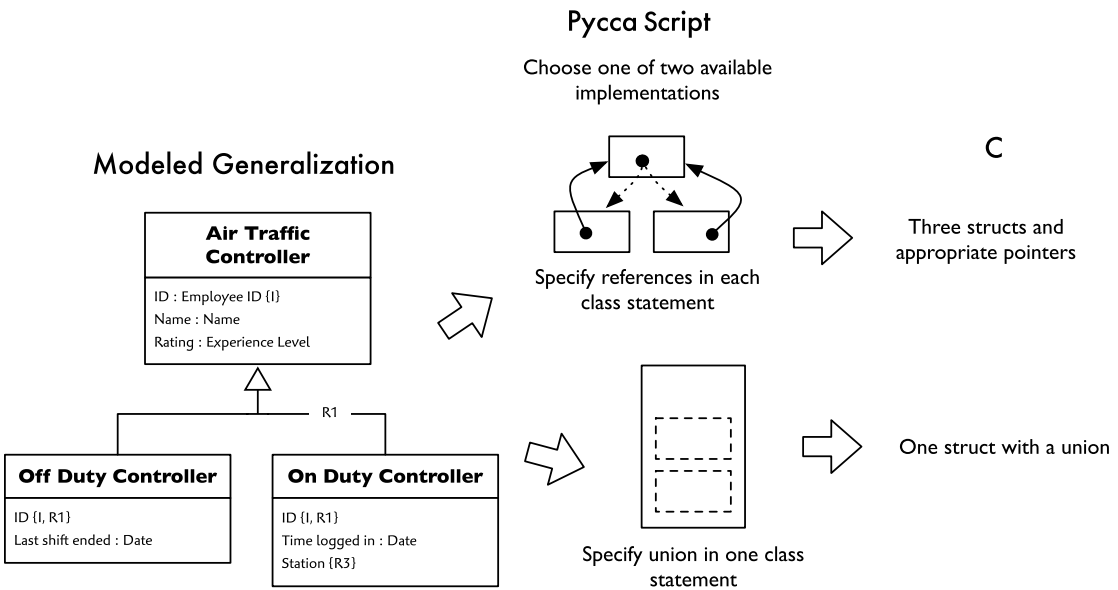 Pycca Script
Choose one of two available
implementations
Modeled Generalization
C
Air Traffic
Controller
ID : Employee ID {I}
Name : Name
Rating : Experience Level
Three structs and
appropriate pointers
Specify references in each
class statement
R1
Off Duty Controller
ID {I, R1}
Last shift ended : Date
On Duty Controller
ID {I, R1}
Time logged in : Date
Station {R3}
One struct with a union
Specify union in one class
statement